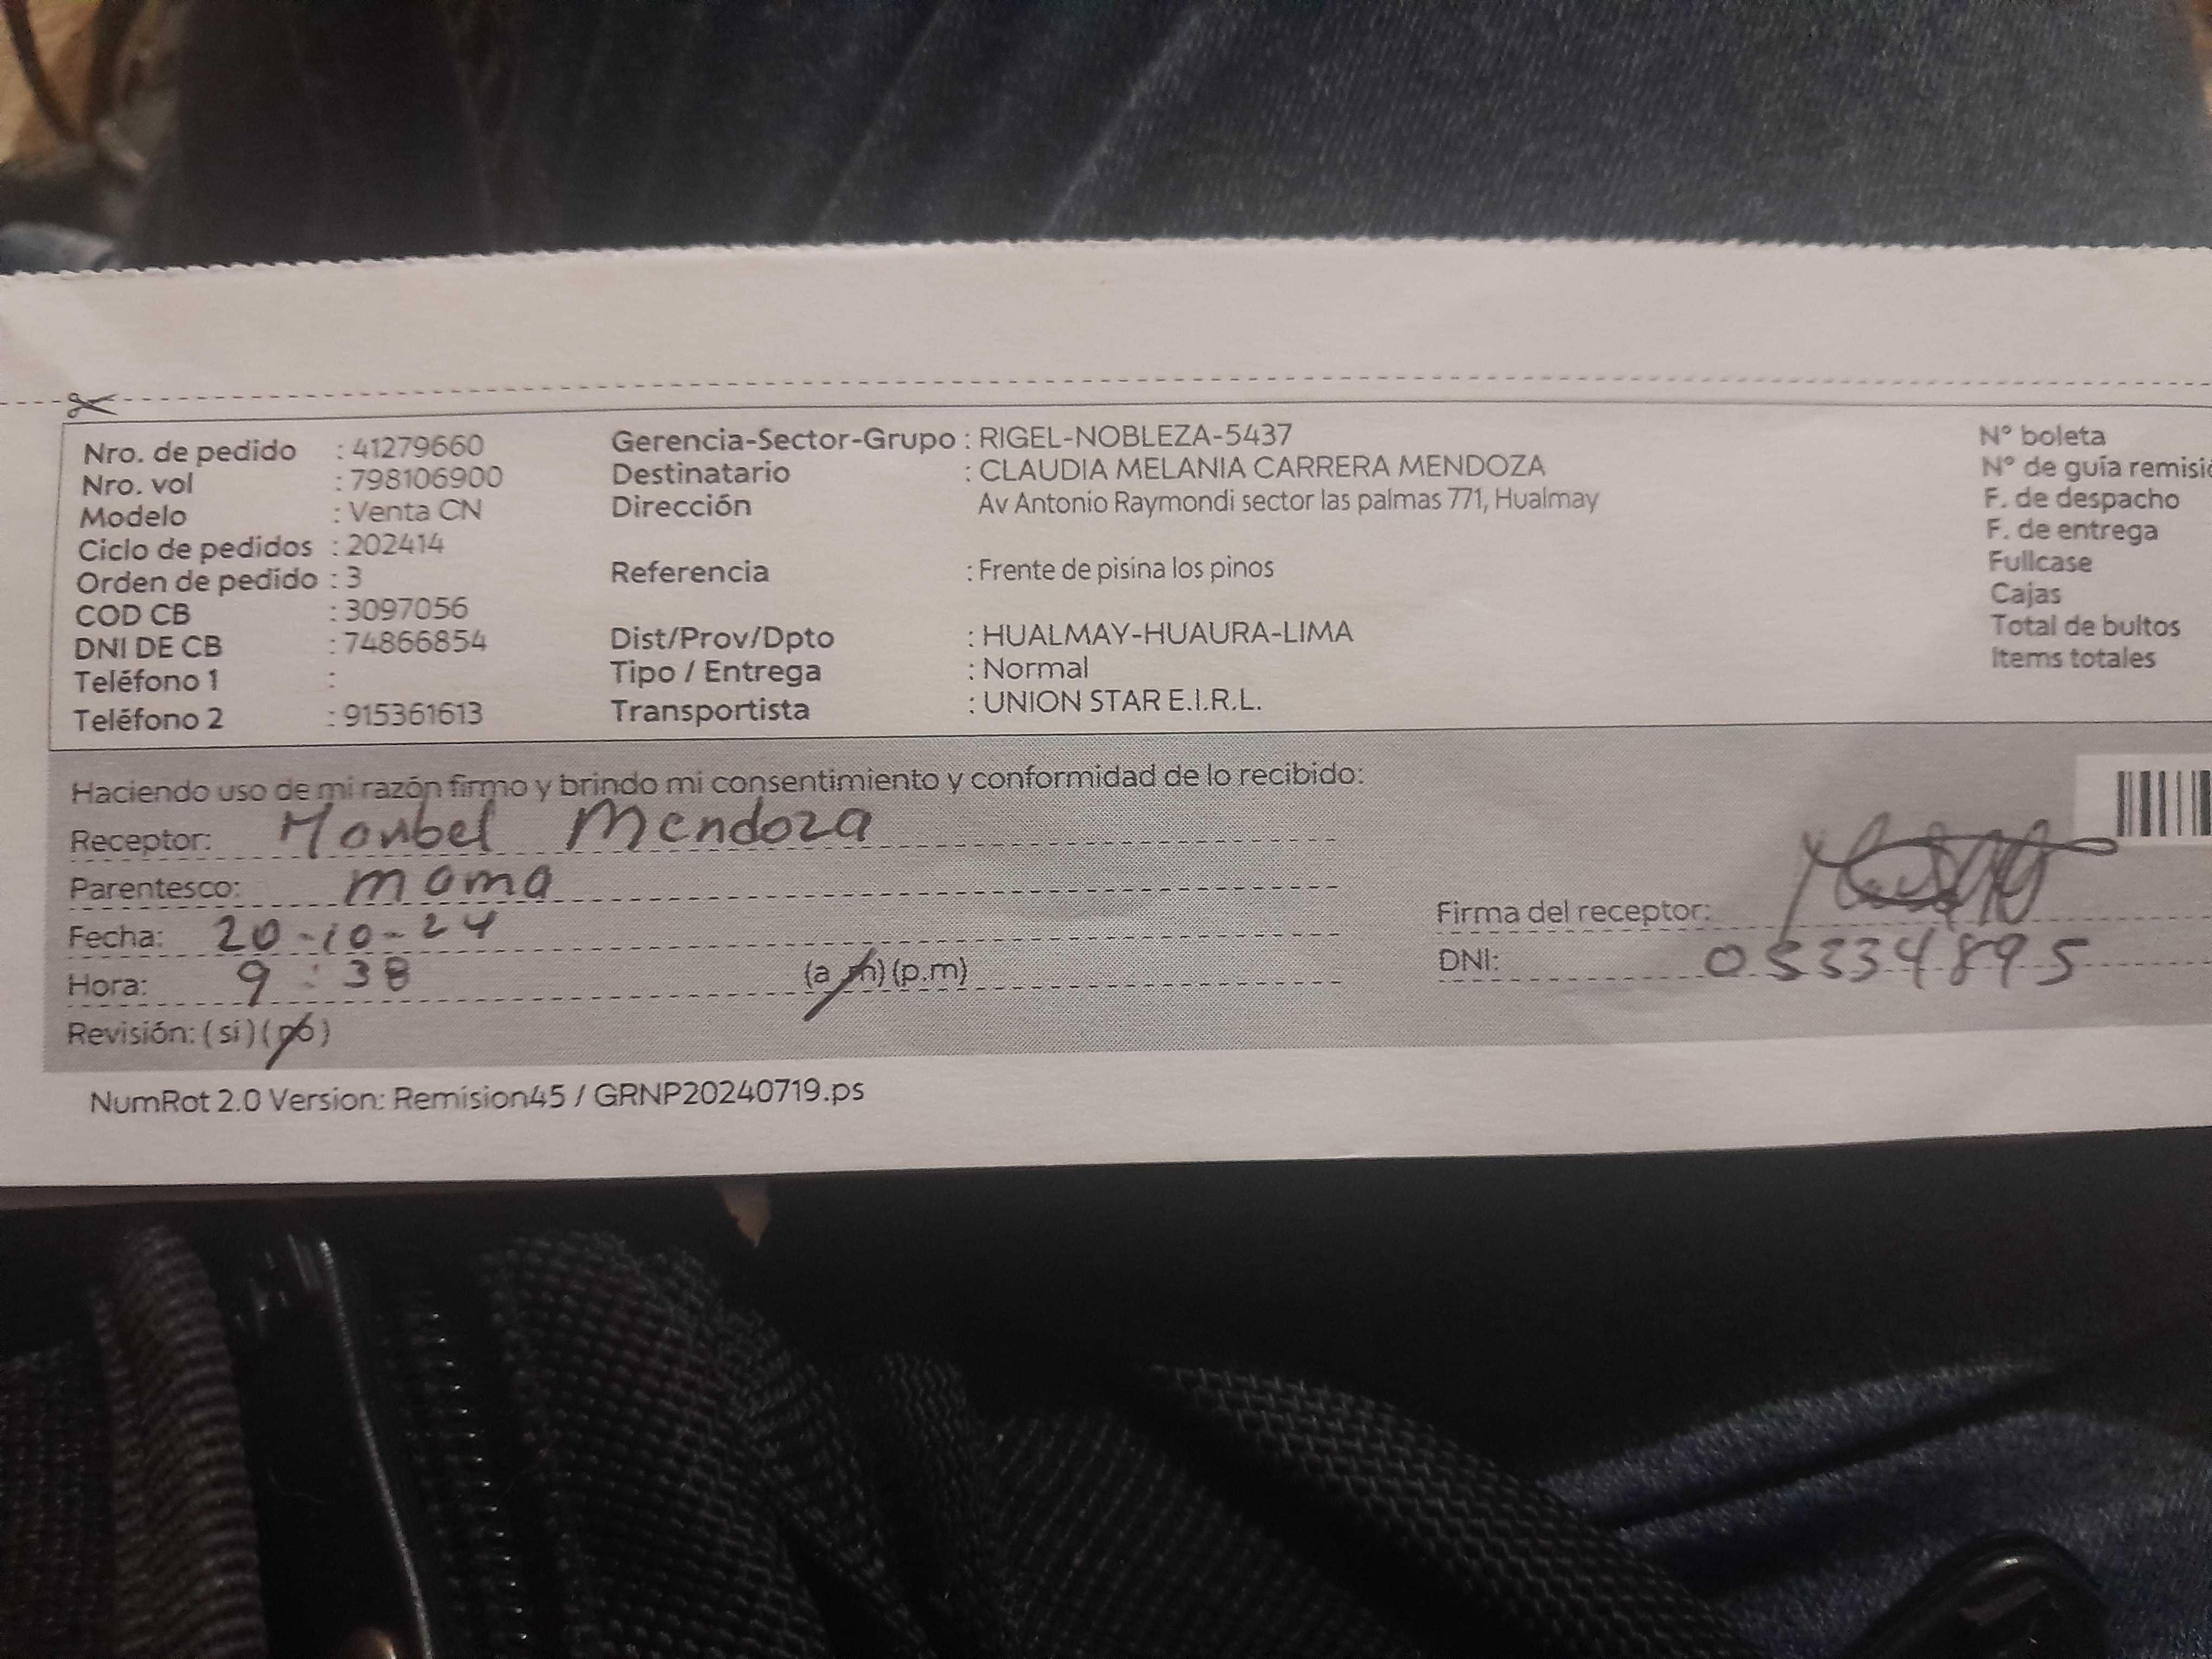 Nro. de pedido : 41279660
Nro. vol : 798106900
Modelo : Venta CN
Ciclo de pedidos : 202414
Orden de pedido : 3
COD CB : 3097056
DNI DE CB : 74866854
Teléfono 1 :
Teléfono 2 : 915361613
Gerencia-Sector-Grupo : RIGEL-NOBLEZA-5437
Destinatario : CLAUDIA MELANIA CARRERA MENDOZA
Dirección Av Antonio Raymondi sector las palmas 771, Hualmay
Referencia : Frente de pisina los pinos
Dist/Prov/Dpto : HUALMAY-HUAURA-LIMA
Tipo / Entrega : Normal
Transportista : UNION STAR E.I.R.L.
N° boleta
N° de guía remisió
F. de despacho
F. de entrega
Fullcase
Cajas
Total de bultos
Items totales
Haciendo uso de mi razón firmo y brindo mi consentimiento y conformidad de lo recibido:
Receptor: Maribel Mendoza
Parentesco: mama
Fecha: 20-10-24
Hora: 9:38 (a.m) (p.m)
Revisión: (si) (no)
Firma del receptor:
DNI: 05334895
NumRot 2.0 Version: Remision45 / GRNP20240719.ps